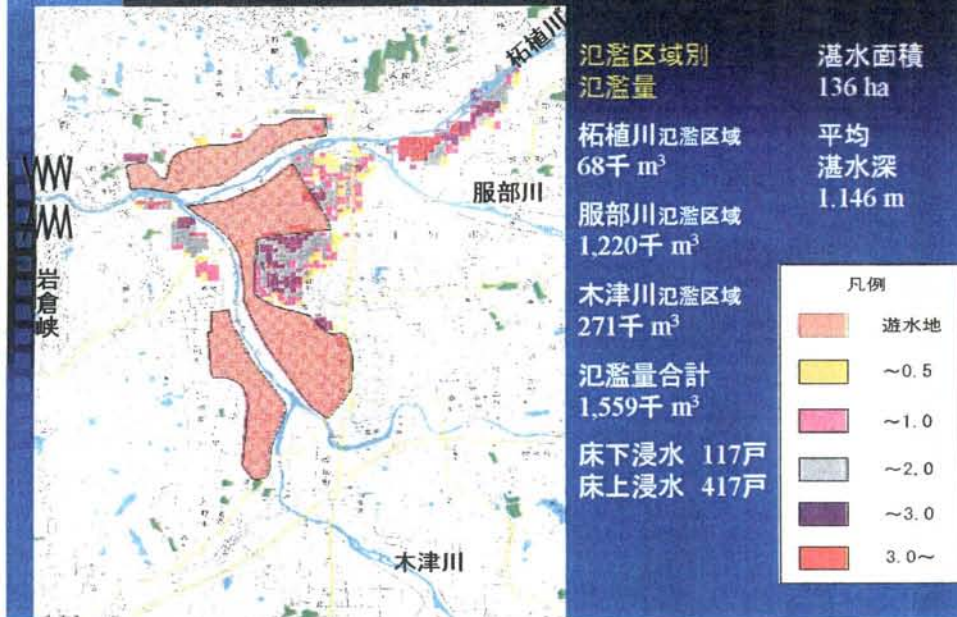 柘植川
服部川
岩倉峡
木津川
氾濫区域別
氾濫量
柘植川氾濫区域
68千 m³
服部川氾濫区域
1,220千 m³
木津川氾濫区域
271千 m³
氾濫量合計
1,559千 m³
床下浸水 117戸
床上浸水 417戸
湛水面積
136 ha
平均
湛水深
1.146 m
凡例
遊水地
～0.5
～1.0
～2.0
～3.0
3.0～